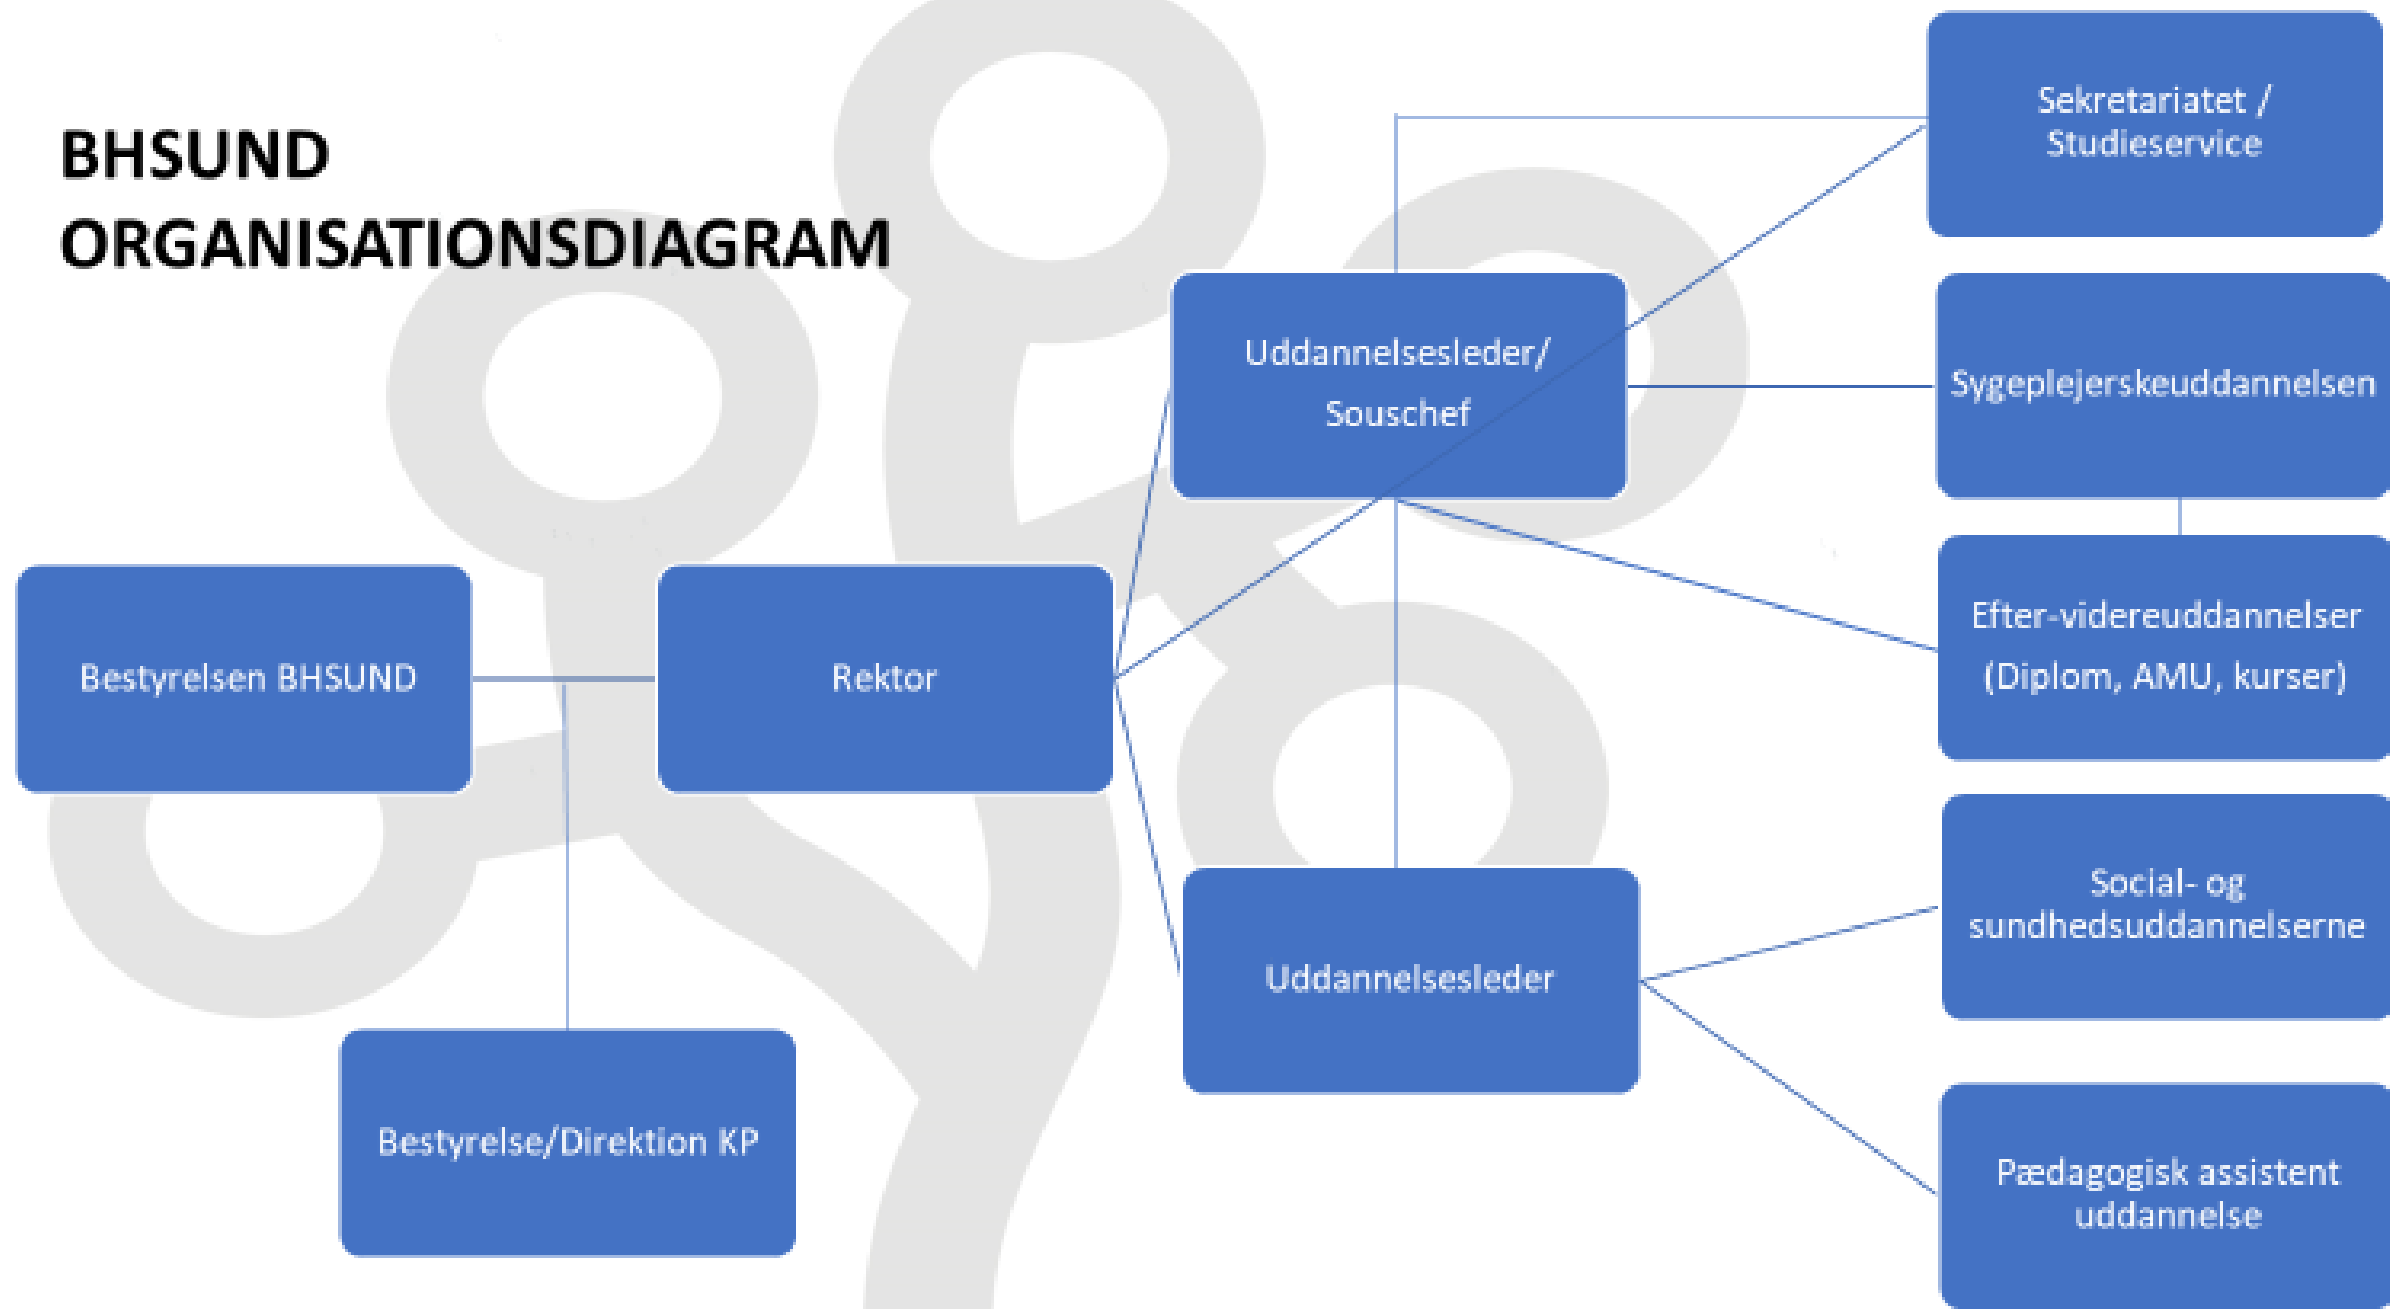 BHSUND
ORGANISATIONSDIAGRAM
Bestyrelsen BHSUND
Rektor
Bestyrelse/Direktion KP
Uddannelsesleder/
Souschef
Uddannelsesleder
Sekretariatet /
Studieservice
Sygeplejerskeuddannelsen
Efter-videreuddannelser
(Diplom, AMU, kurser)
Social- og
sundhedsuddannelserne
Pædagogisk assistent
uddannelse